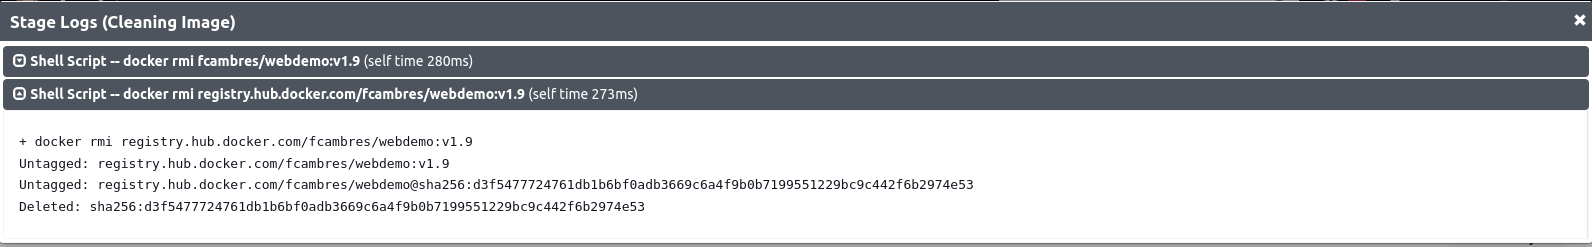 Stage Logs (Cleaning Image)
Shell Script -- docker rmi fcambres/webdemo:v1.9 (self time 280ms)
Shell Script -- docker rmi registry.hub.docker.com/fcambres/webdemo:v1.9 (self time 273ms)
+ docker rmi registry.hub.docker.com/fcambres/webdemo:v1.9
Untagged: registry.hub.docker.com/fcambres/webdemo:v1.9
Untagged: registry.hub.docker.com/fcambres/webdemo@sha256:d3f5477724761db1b6bf0adb3669c6a4f9b0b7199551229bc9c442f6b2974e53
Deleted: sha256:d3f5477724761db1b6bf0adb3669c6a4f9b0b7199551229bc9c442f6b2974e53